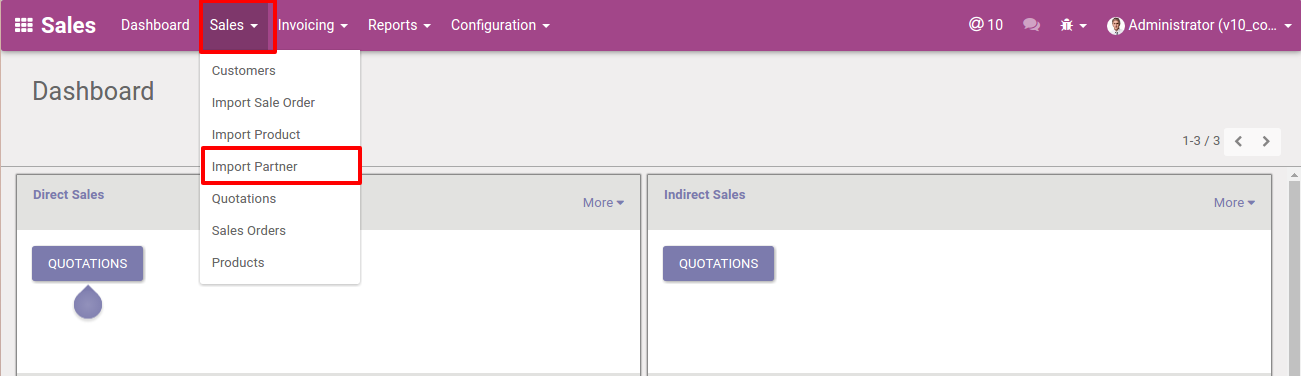 Sales Dashboard Sales Invoicing Reports Configuration @ 10 Administrator (v10_co...
Customers
Import Sale Order
Import Product
Import Partner
Quotations
Sales Orders
Products
Dashboard
1-3 / 3
Direct Sales
More
QUOTATIONS
Indirect Sales
More
QUOTATIONS